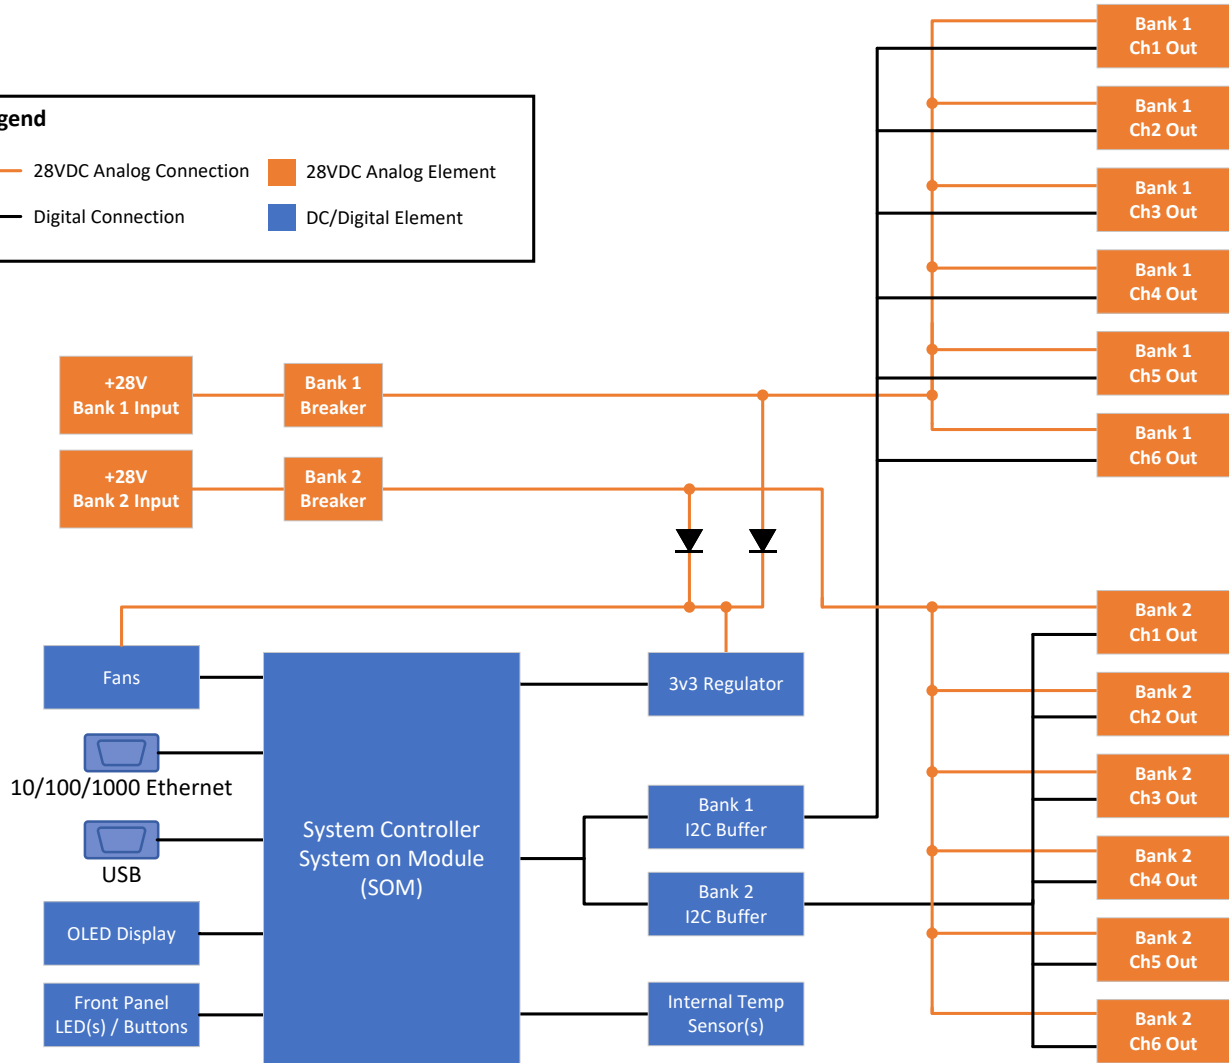 Bank 1
Ch1 Out
Bank 1
Ch2 Out
Bank 1
Ch3 Out
Bank 1
Ch4 Out
Bank 1
Ch5 Out
Bank 1
Ch6 Out
gend
28VDC Analog Connection
28VDC Analog Element
Digital Connection
DC/Digital Element
+28V
Bank 1 Input
Bank 1
Breaker
+28V
Bank 2 Input
Bank 2
Breaker
Fans
10/100/1000 Ethernet
USB
OLED Display
Front Panel
LED(s) / Buttons
System Controller
System on Module
(SOM)
3v3 Regulator
Bank 1
I2C Buffer
Bank 2
I2C Buffer
Internal Temp
Sensor(s)
Bank 2
Ch1 Out
Bank 2
Ch2 Out
Bank 2
Ch3 Out
Bank 2
Ch4 Out
Bank 2
Ch5 Out
Bank 2
Ch6 Out